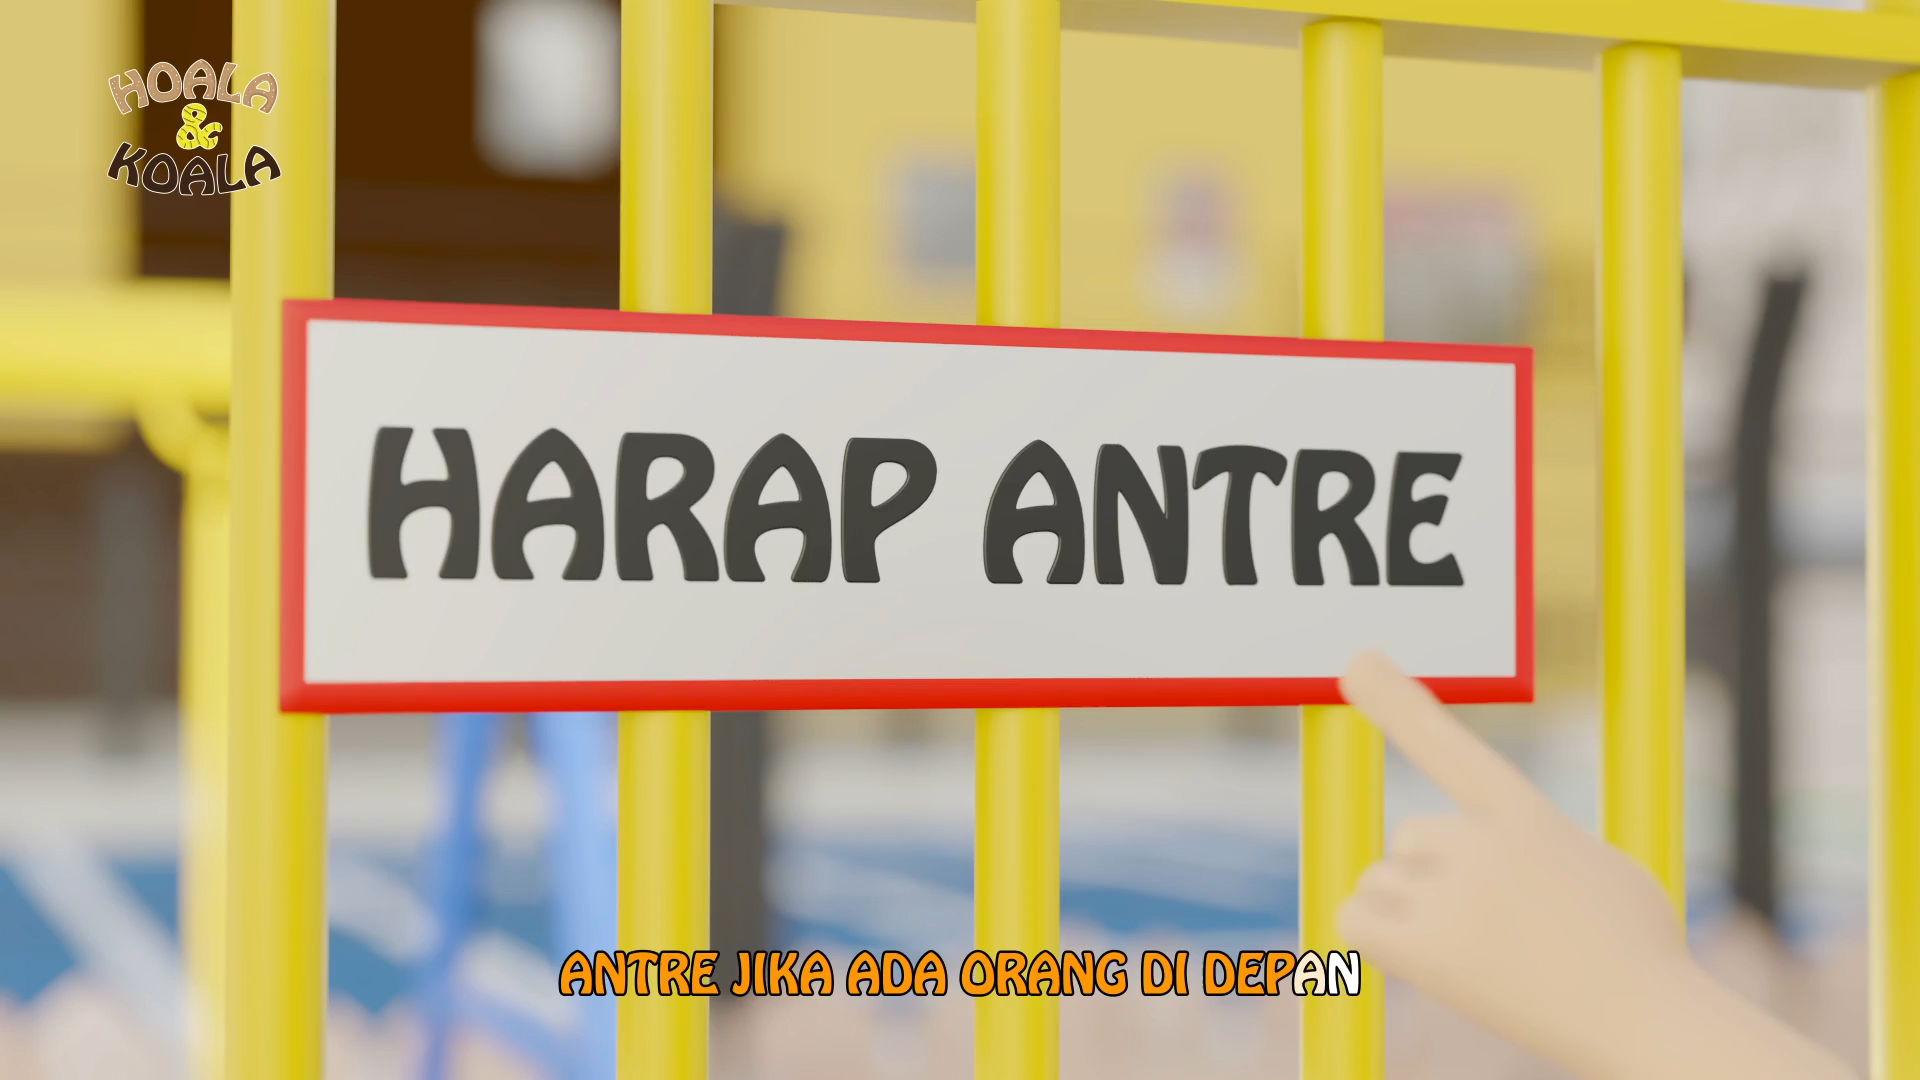 HOALA
&
KOALA
HARAP ANTRE
ANTRE JIKA ADA ORANG DI DEPAN